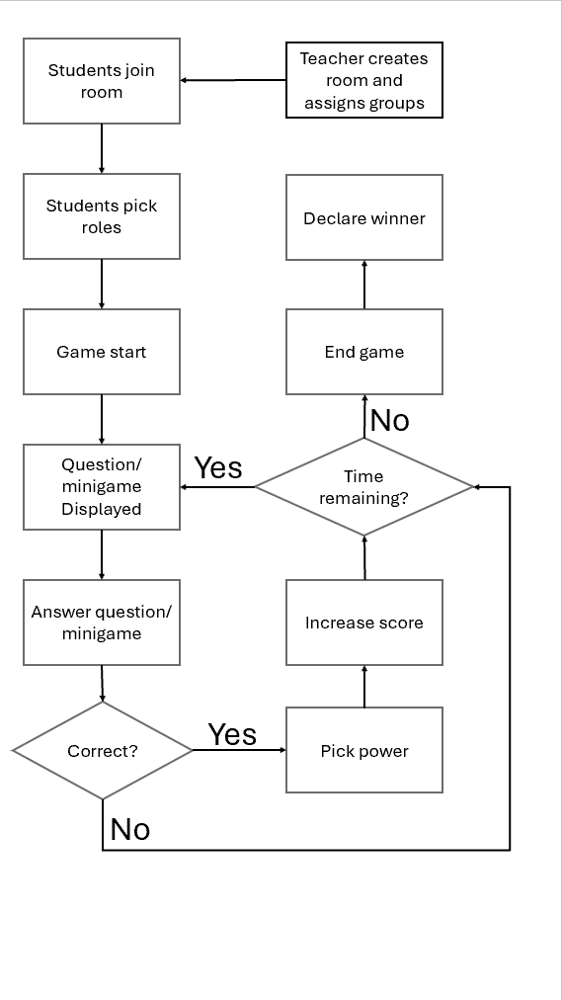 Students join
room
Teacher creates
room and
assigns groups
Students pick
roles
Declare winner
Game start
End game
No
Question/
minigame
Displayed
Yes
Time
remaining?
Answer question/
minigame
Increase score
Correct?
Yes
Pick power
No